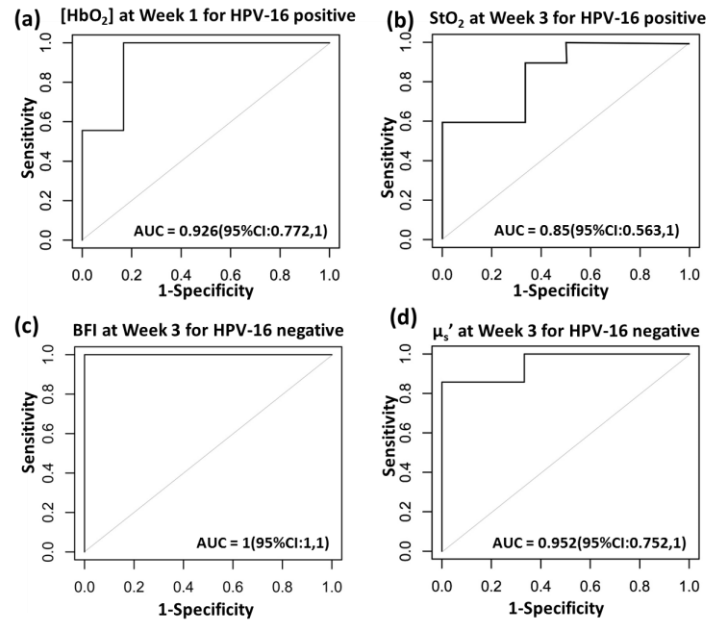 (a) [HbO₂] at Week 1 for HPV-16 positive
Sensitivity
0.0 0.2 0.4 0.6 0.8 1.0
AUC = 0.926(95%CI:0.772,1)
0.0 0.2 0.4 0.6 0.8 1.0
1-Specificity
(b) StO₂ at Week 3 for HPV-16 positive
Sensitivity
0.0 0.2 0.4 0.6 0.8 1.0
AUC = 0.85(95%CI:0.563,1)
0.0 0.2 0.4 0.6 0.8 1.0
1-Specificity
(c) BFI at Week 3 for HPV-16 negative
Sensitivity
0.0 0.2 0.4 0.6 0.8 1.0
AUC = 1(95%CI:1,1)
0.0 0.2 0.4 0.6 0.8 1.0
1-Specificity
(d) μₛ’ at Week 3 for HPV-16 negative
Sensitivity
0.0 0.2 0.4 0.6 0.8 1.0
AUC = 0.952(95%CI:0.752,1)
0.0 0.2 0.4 0.6 0.8 1.0
1-Specificity